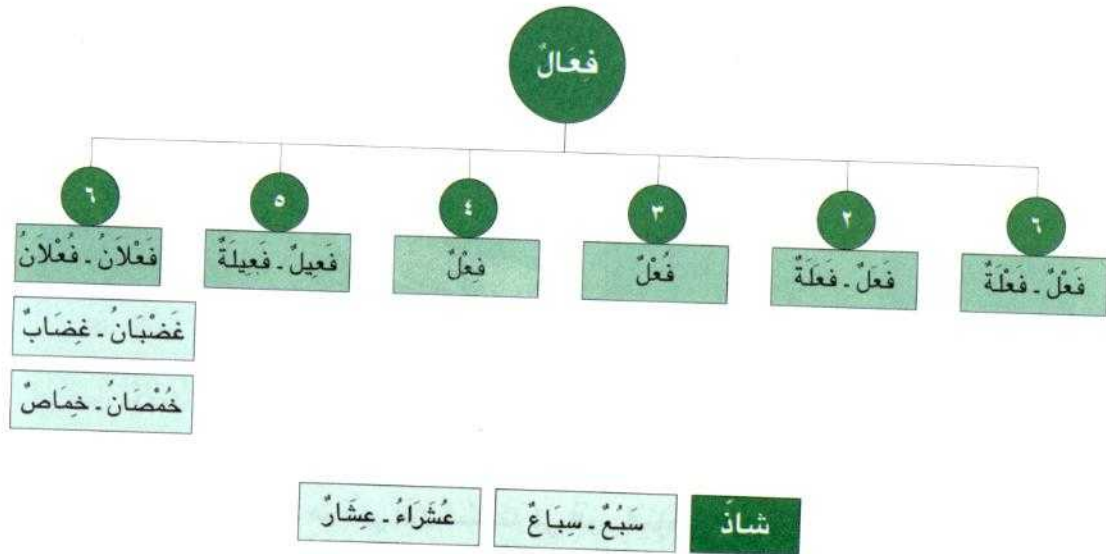 فِعَالٌ
٦ ٢ ٣ ٤ ٥ ٦
فَعْلٌ ـ فَعْلَةٌ
فَعَلٌ ـ فَعَلَةٌ
فُعْلٌ
فِعْلٌ
فَعِيلٌ ـ فَعِيلَةٌ
فَعْلَانُ ـ فُعْلَانُ
غَضْبَانُ ـ غِضَابٌ
خُمْصَانُ ـ خِمَاصٌ
شاذّ
سَبُعٌ ـ سِبَاعٌ
عُشَرَاءُ ـ عِشَارٌ